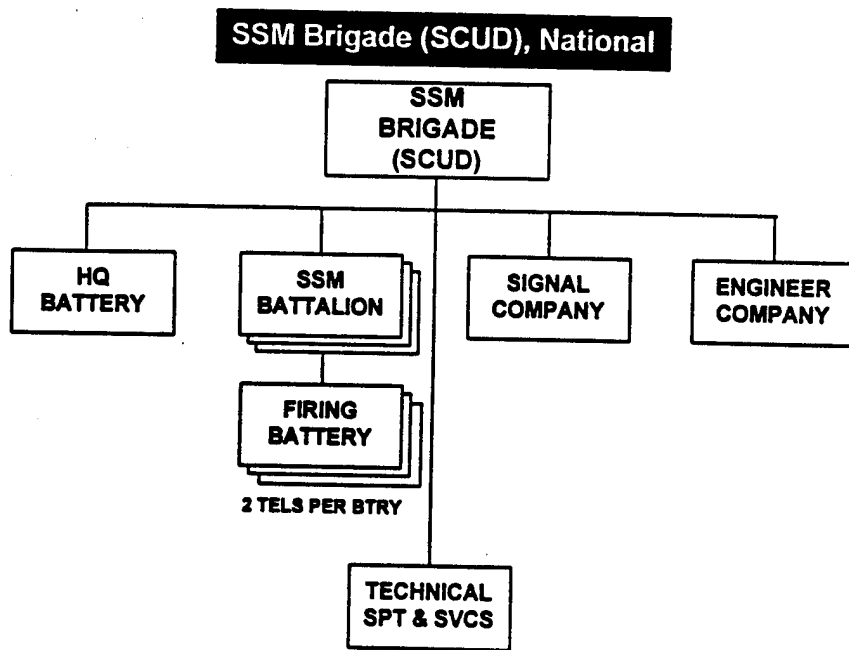 SSM Brigade (SCUD), National
SSM
BRIGADE
(SCUD)
HQ
BATTERY
SSM
BATTALION
SIGNAL
COMPANY
ENGINEER
COMPANY
FIRING
BATTERY
2 TELS PER BTRY
TECHNICAL
SPT & SVCS